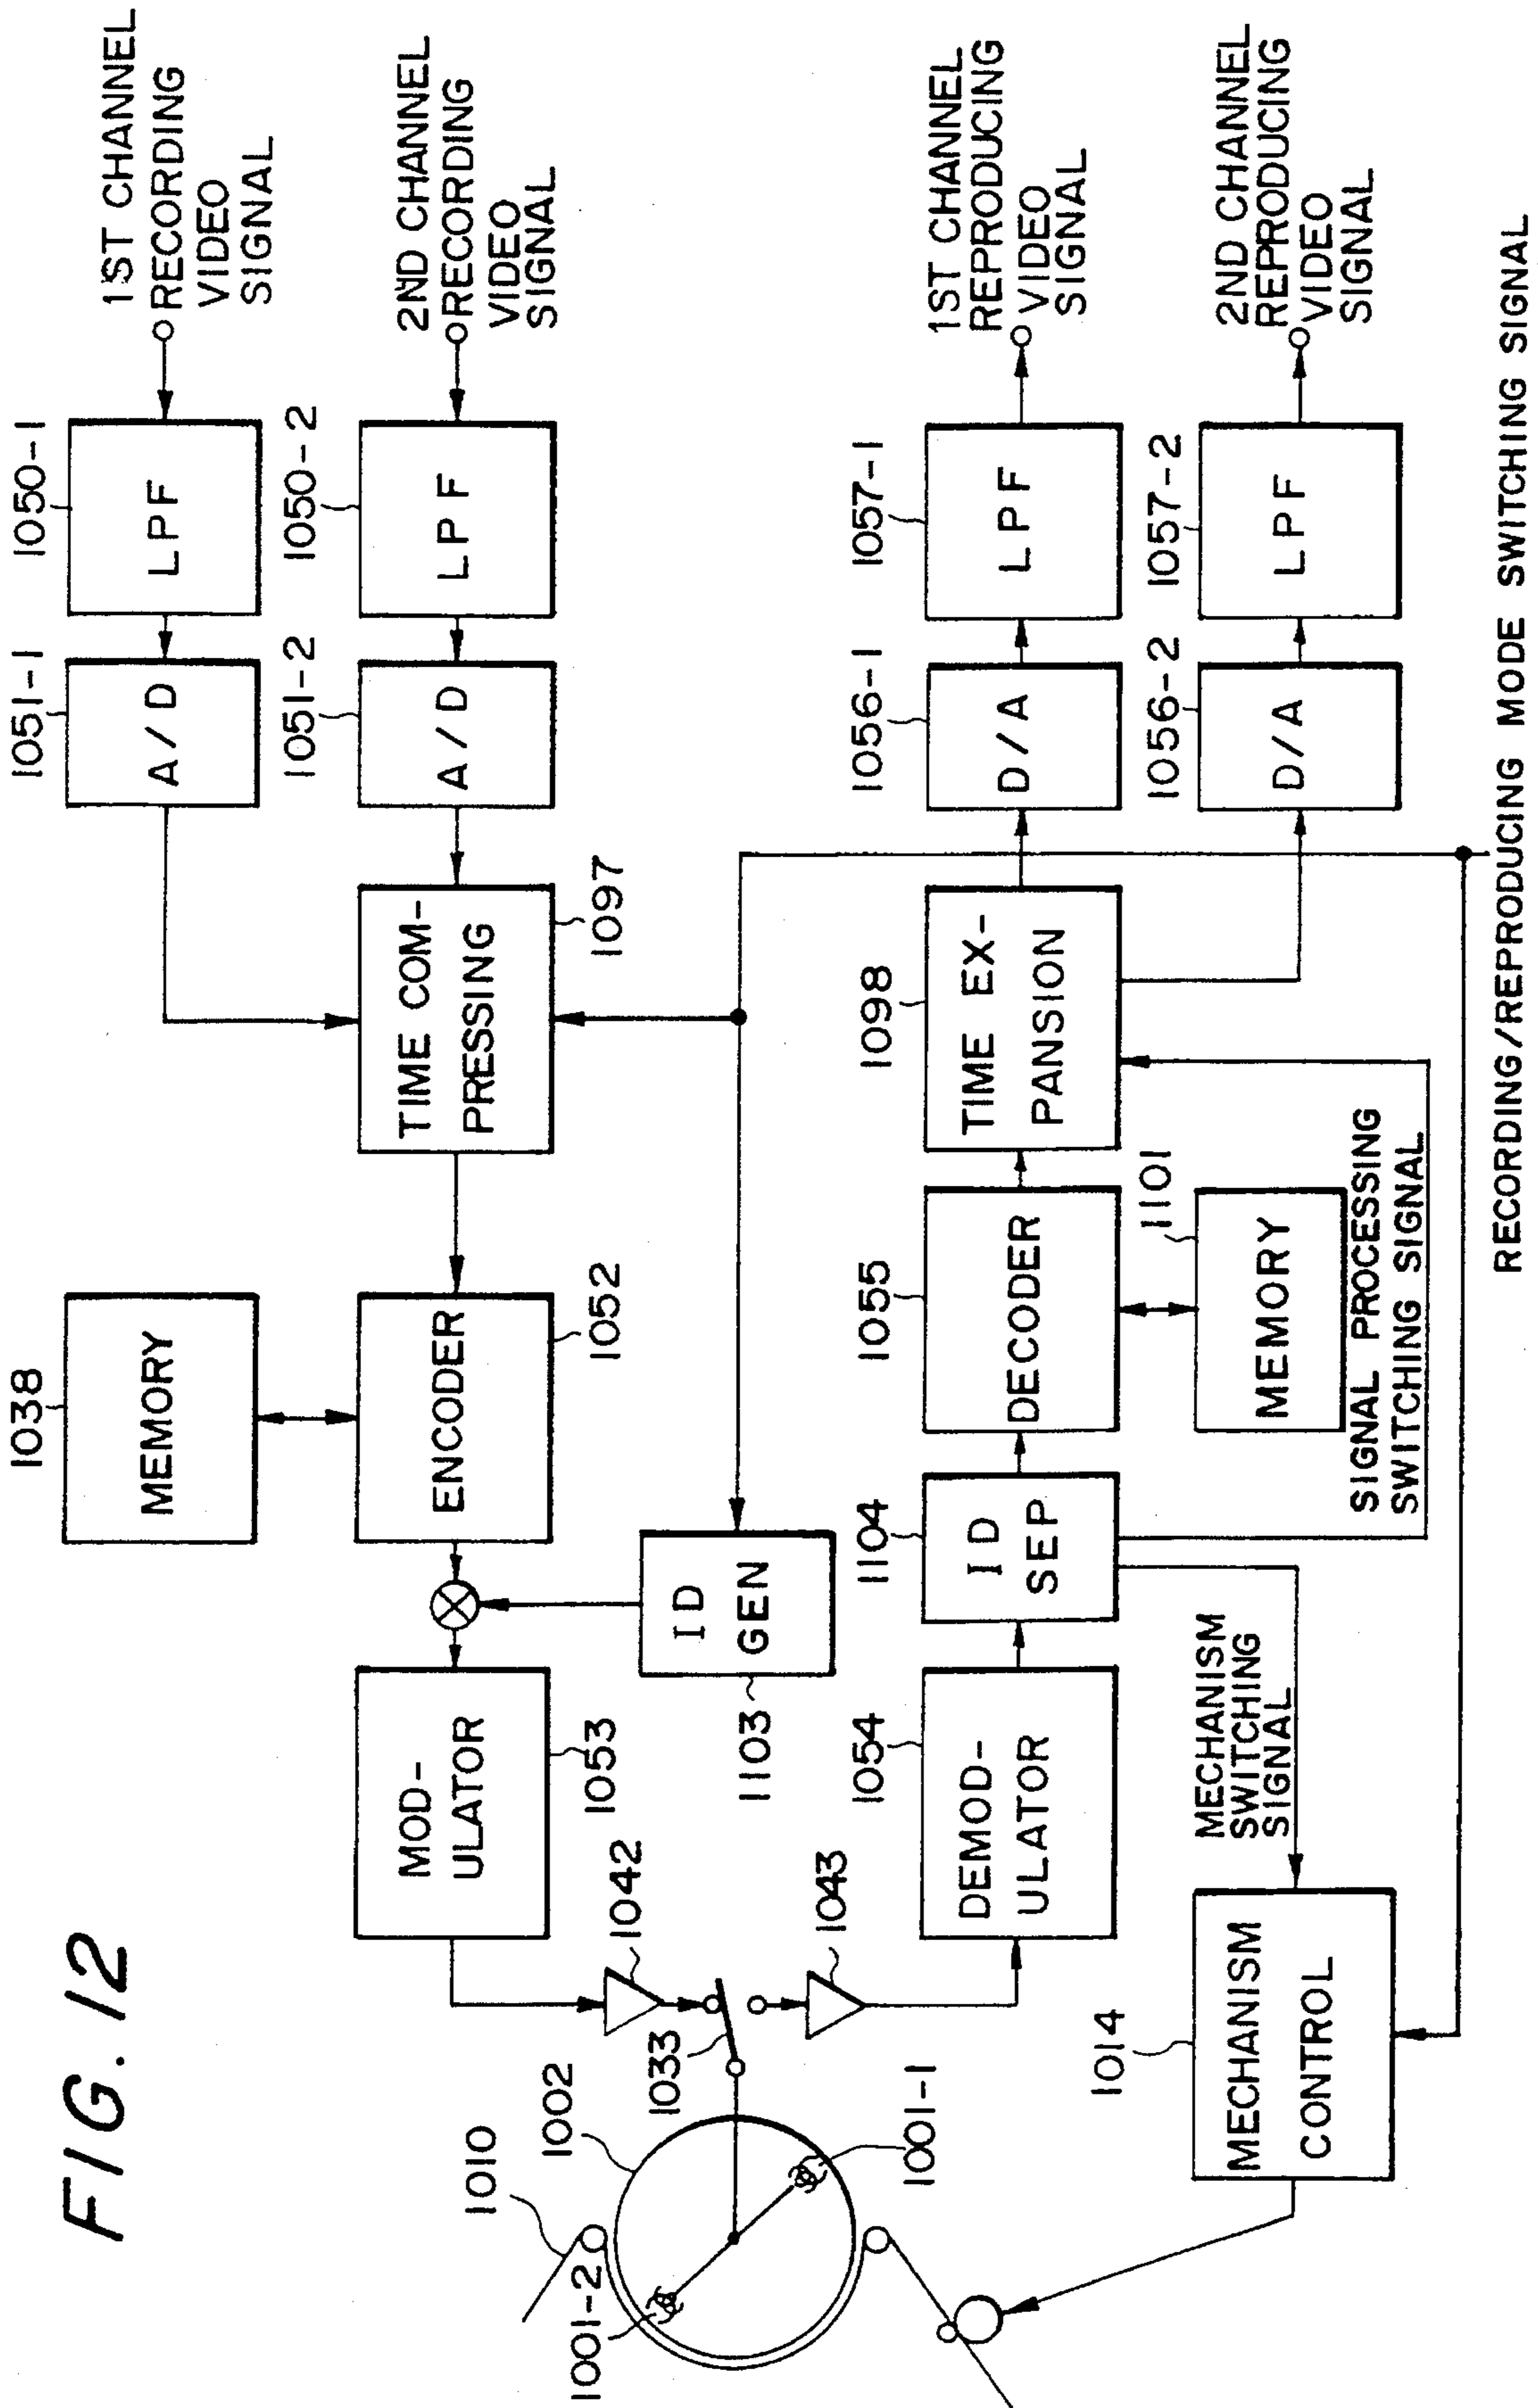 FIG. 12
1010
1002
1033
1001-2
1001-1
1042
1043
MOD-
ULATOR
1053
1038
MEMORY
ENCODER
1052
TIME COM-
PRESSING
1097
1051-1
A/D
1050-1
LPF
1ST CHANNEL
RECORDING
VIDEO
SIGNAL
1051-2
A/D
1050-2
LPF
2ND CHANNEL
RECORDING
VIDEO
SIGNAL
ID
GEN
1103
1054
DEMOD-
ULATOR
1104
ID
SEP
1055
DECODER
1101
MEMORY
1098
TIME EX-
PANSION
1056-1
D/A
1057-1
LPF
1ST CHANNEL
REPRODUCING
VIDEO
SIGNAL
1056-2
D/A
1057-2
LPF
2ND CHANNEL
REPRODUCING
VIDEO
SIGNAL
MECHANISM
SWITCHING
SIGNAL
SIGNAL PROCESSING
SWITCHING SIGNAL
1014
MECHANISM
CONTROL
RECORDING/REPRODUCING MODE SWITCHING SIGNAL